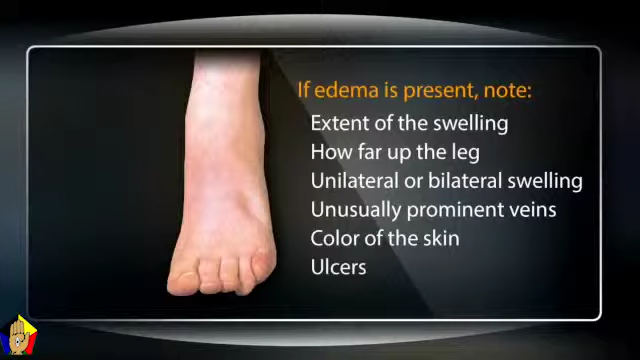 If edema is present, note:
Extent of the swelling
How far up the leg
Unilateral or bilateral swelling
Unusually prominent veins
Color of the skin
Ulcers